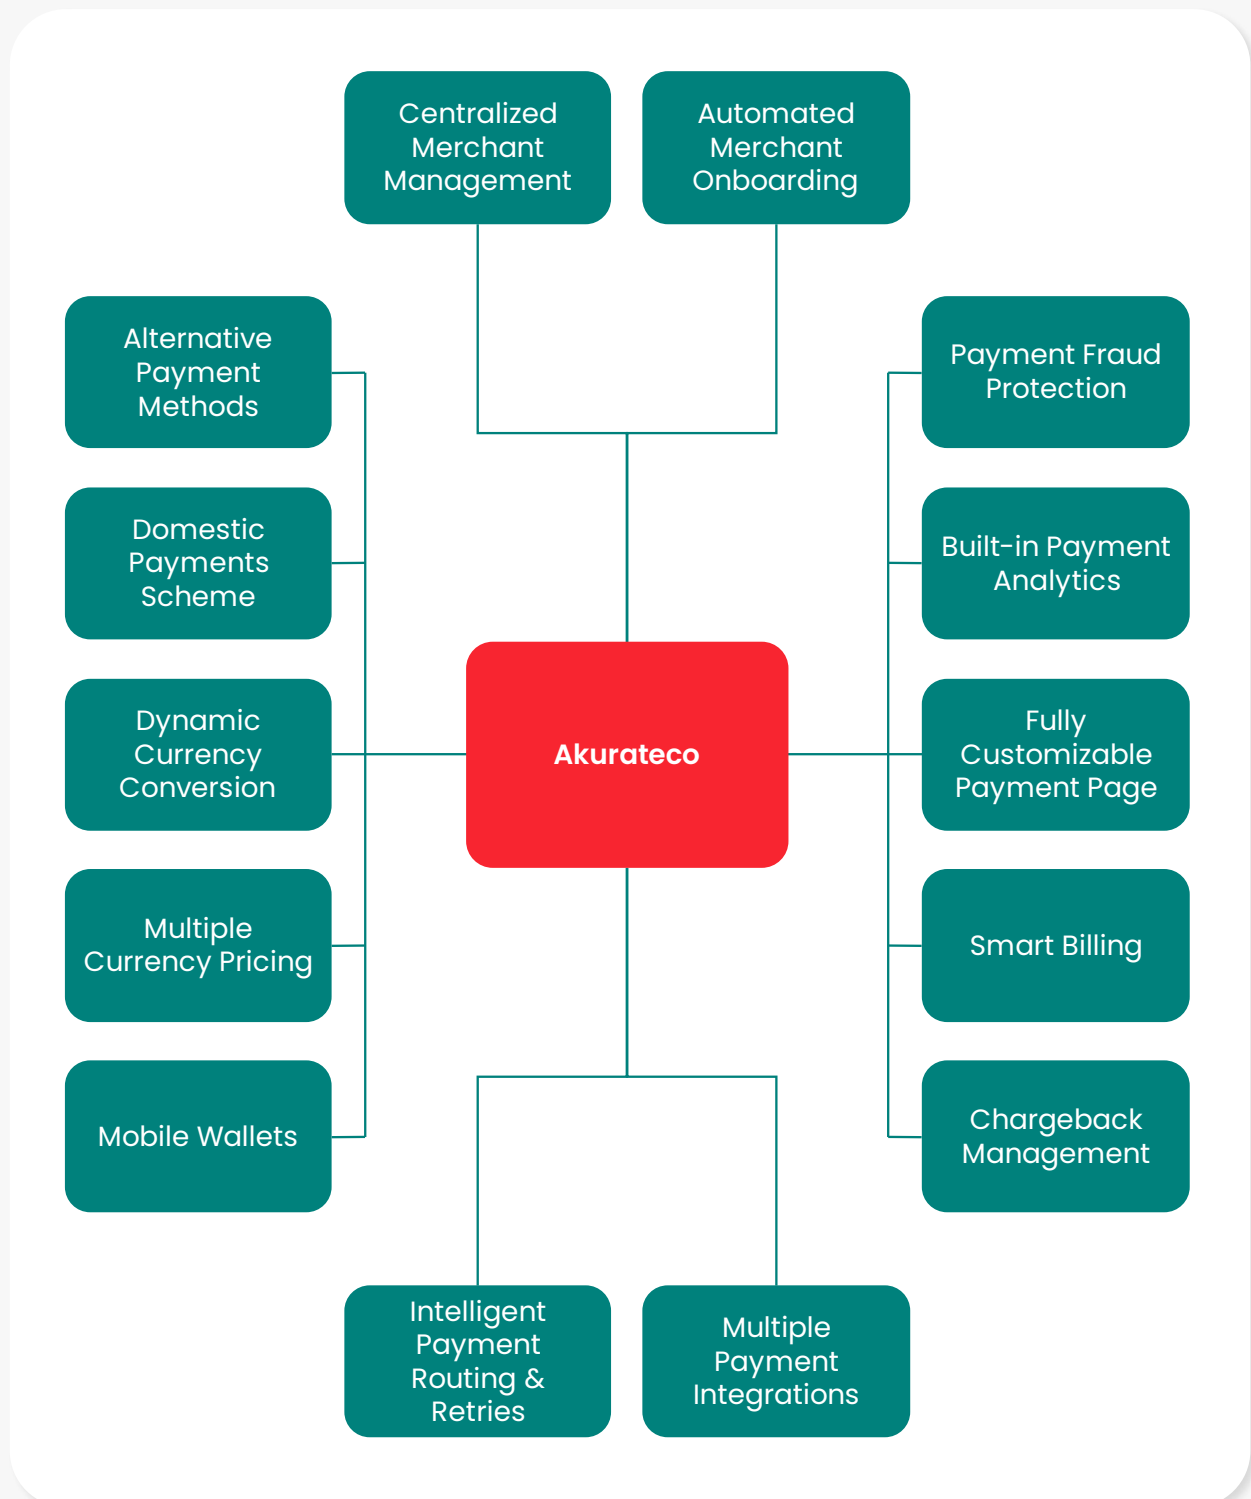 Centralized
Merchant
Management
Automated
Merchant
Onboarding
Alternative
Payment
Methods
Domestic
Payments
Scheme
Dynamic
Currency
Conversion
Multiple
Currency Pricing
Mobile Wallets
Akurateco
Payment Fraud
Protection
Built-in Payment
Analytics
Fully
Customizable
Payment Page
Smart Billing
Chargeback
Management
Intelligent
Payment
Routing &
Retries
Multiple
Payment
Integrations